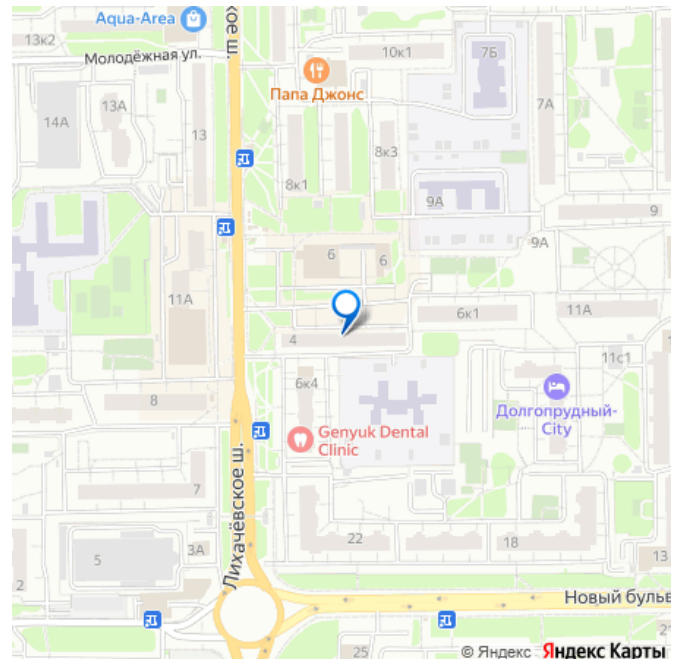 Aqua-Area
кое ш.
13к2
Молодёжная ул.
10к1
7Б
Папа Джонс
7А
14А
13А
13
8к3
8к1
9А
9
9А
6
6
11А
6к1
11А
4
11с1
6к4
8
Долгопрудный-
City
Genyuk Dental
Clinic
Лихачёвское ш.
7
22
18
5
3А
13
2
Новый бульв
25
2
© Яндекс Яндекс Карты